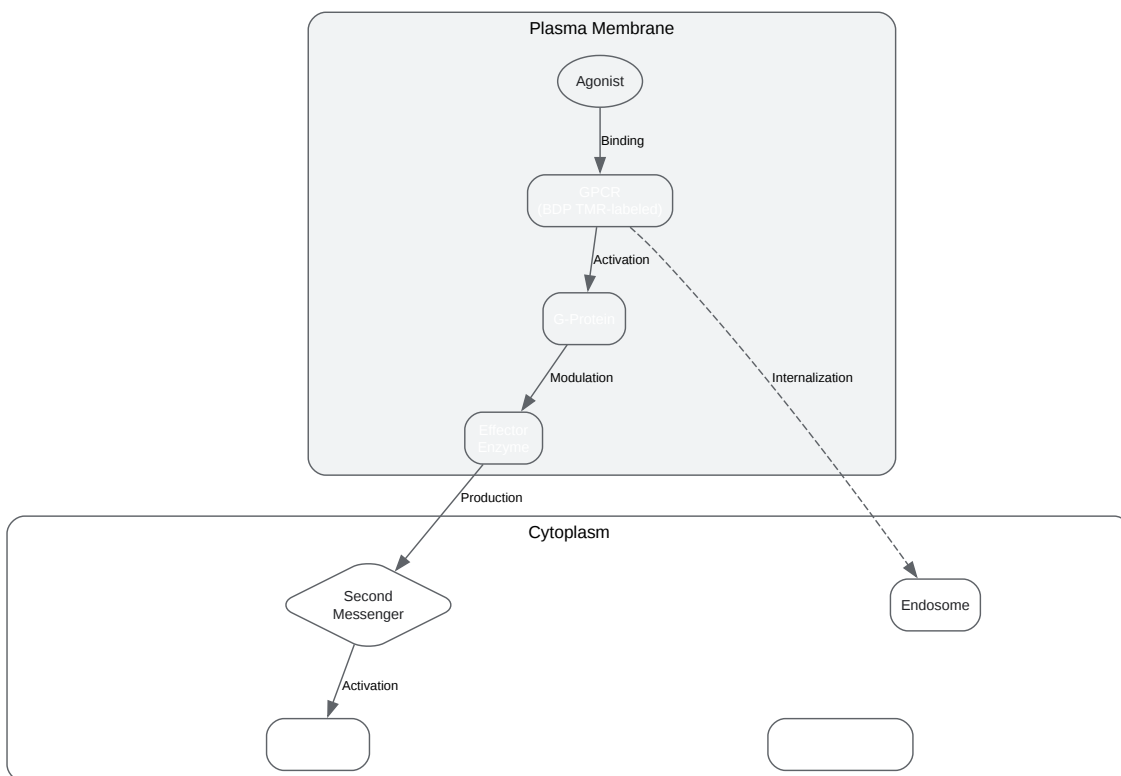 Plasma Membrane
Agonist
Binding
GPCR
(BDP TMR-labeled)
Activation
G-Protein
Modulation
Internalization
Effector
Enzyme
Production
Cytoplasm
Second
Messenger
Endosome
Activation